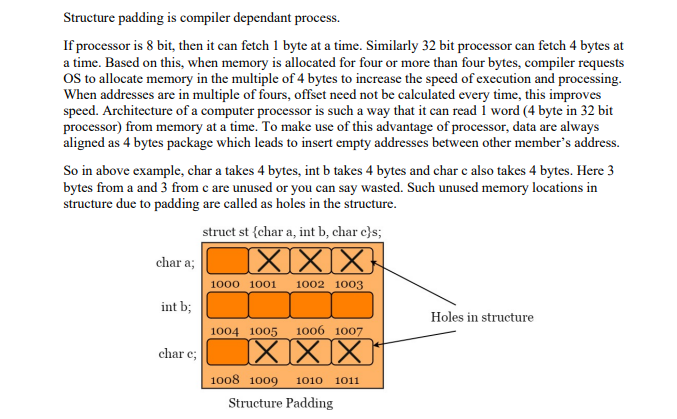 Structure padding is compiler dependant process.
If processor is 8 bit, then it can fetch 1 byte at a time. Similarly 32 bit processor can fetch 4 bytes at
a time. Based on this, when memory is allocated for four or more than four bytes, compiler requests
OS to allocate memory in the multiple of 4 bytes to increase the speed of execution and processing.
When addresses are in multiple of fours, offset need not be calculated every time, this improves
speed. Architecture of a computer processor is such a way that it can read 1 word (4 byte in 32 bit
processor) from memory at a time. To make use of this advantage of processor, data are always
aligned as 4 bytes package which leads to insert empty addresses between other member’s address.
So in above example, char a takes 4 bytes, int b takes 4 bytes and char c also takes 4 bytes. Here 3
bytes from a and 3 from c are unused or you can say wasted. Such unused memory locations in
structure due to padding are called as holes in the structure.
struct st {char a, int b, char c}s;
char a;
1000 1001 1002 1003
int b;
Holes in structure
1004 1005 1006 1007
char c;
1008 1009 1010 1011
Structure Padding